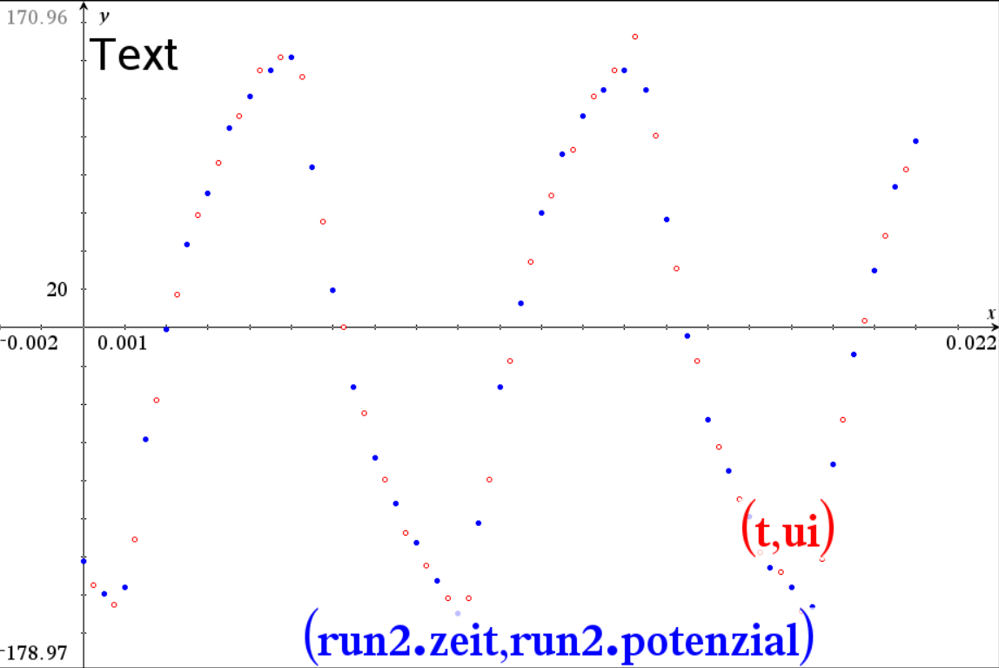 170.96
y
Text
20
x
-0.002
0.001
0.022
(t,ui)
(run2.zeit,run2.potenzial)
-178.97